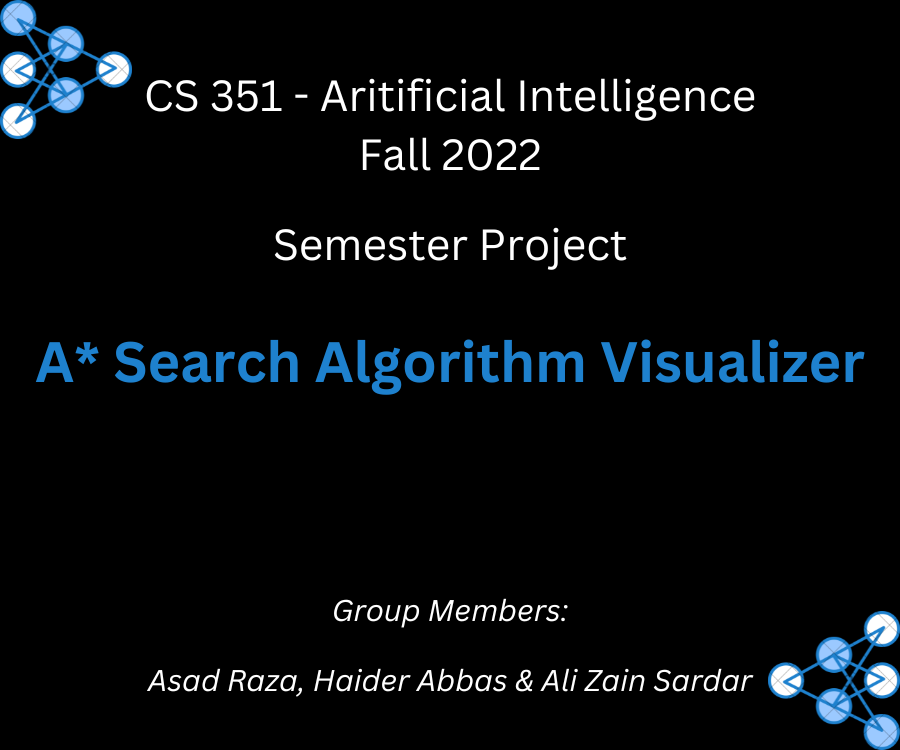 CS 351 - Aritificial Intelligence
Fall 2022
Semester Project
A* Search Algorithm Visualizer
Group Members:
Asad Raza, Haider Abbas & Ali Zain Sardar